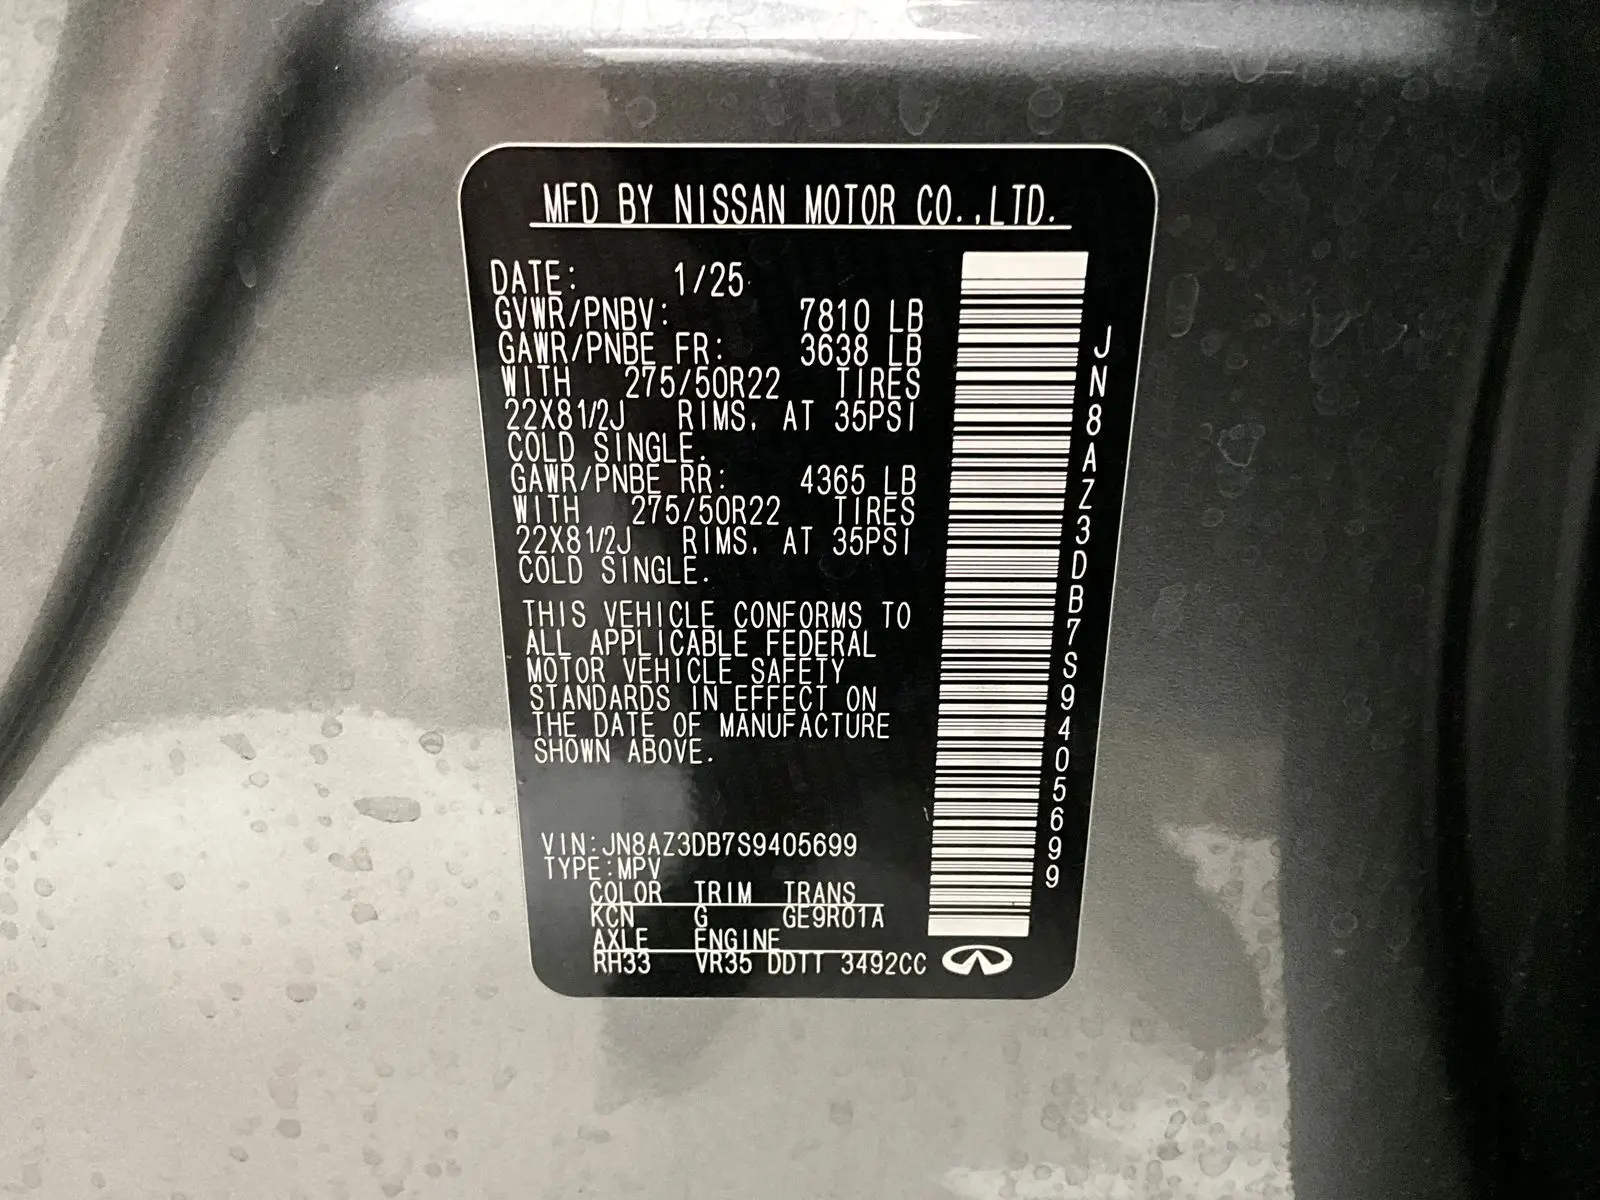 MFD BY NISSAN MOTOR CO.,LTD.
DATE: 1/25
GVWR/PNBV: 7810 LB
GAWR/PNBE FR: 3638 LB
WITH 275/50R22 TIRES
22X81/2J RIMS, AT 35PSI
COLD SINGLE.
GAWR/PNBE RR: 4365 LB
WITH 275/50R22 TIRES
22X81/2J RIMS, AT 35PSI
COLD SINGLE.
THIS VEHICLE CONFORMS TO
ALL APPLICABLE FEDERAL
MOTOR VEHICLE SAFETY
STANDARDS IN EFFECT ON
THE DATE OF MANUFACTURE
SHOWN ABOVE.
VIN:JN8AZ3DB7S9405699
TYPE:MPV
COLOR TRIM TRANS
KCN G GE9R01A
AXLE ENGINE
RH33 VR35 DDTT 3492CC
JN8AZ3DB7S9405699